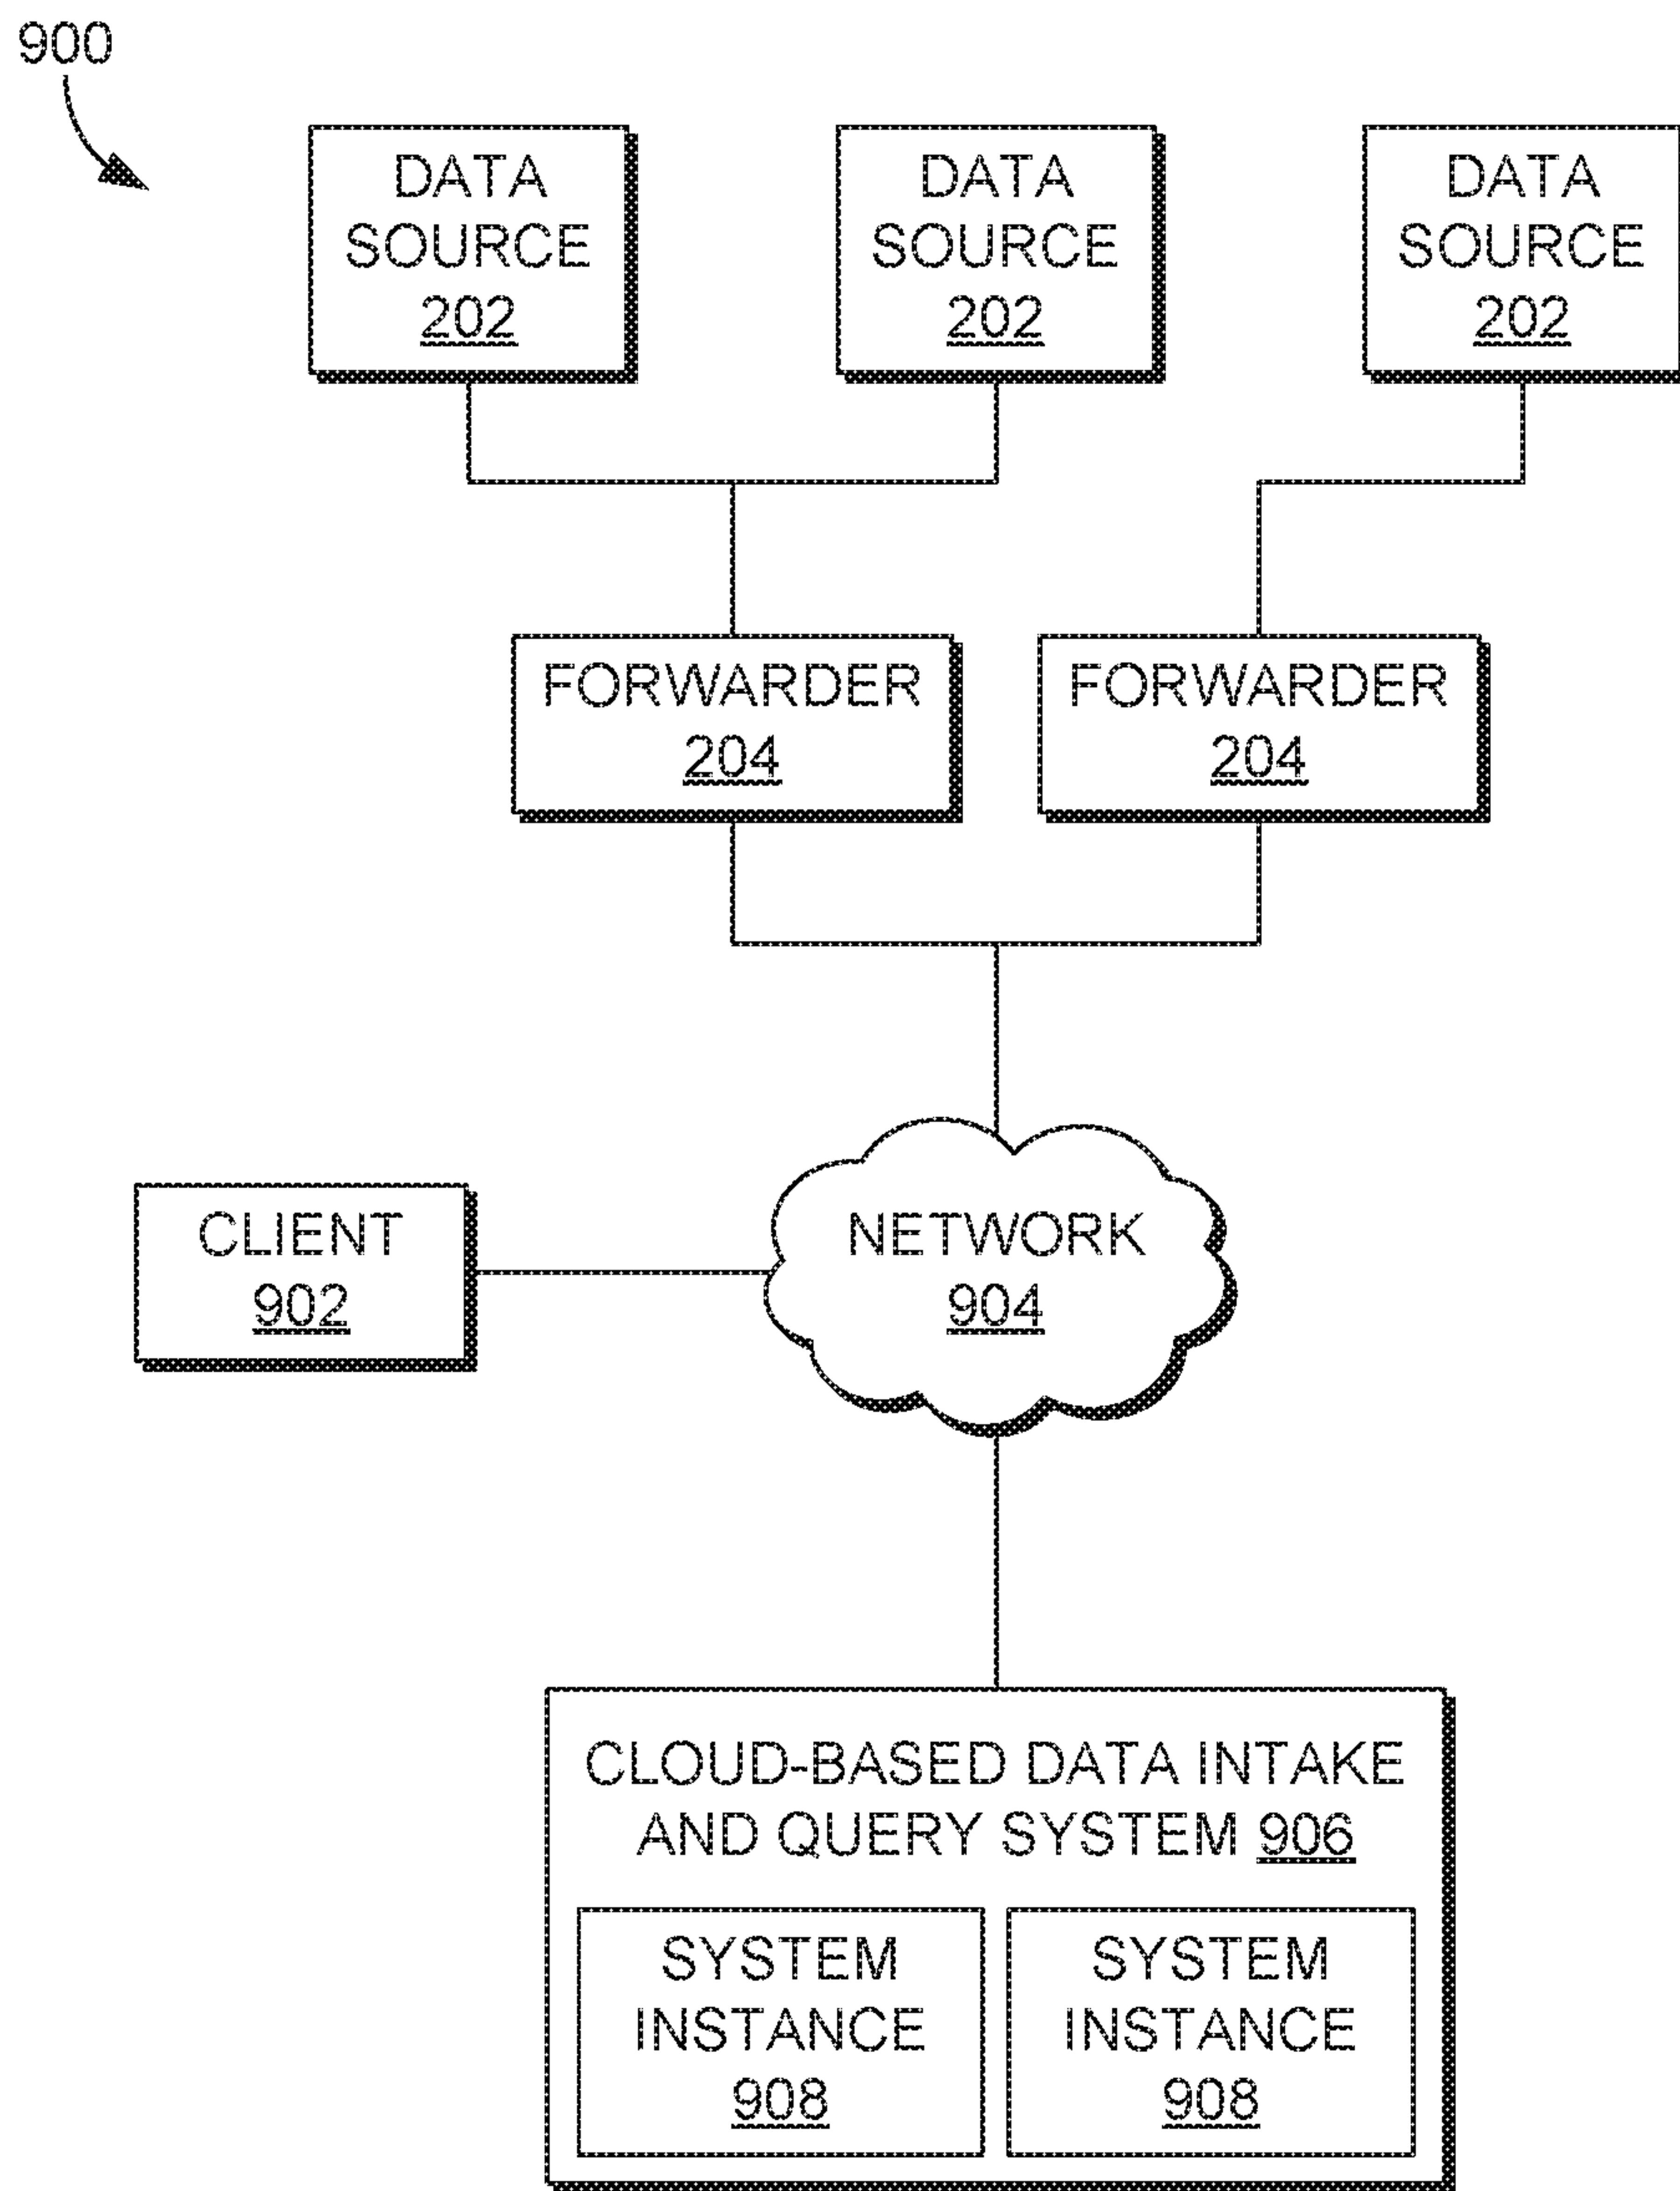 900
DATA
SOURCE
202
DATA
SOURCE
202
DATA
SOURCE
202
FORWARDER
204
FORWARDER
204
CLIENT
902
NETWORK
904
CLOUD-BASED DATA INTAKE
AND QUERY SYSTEM 906
SYSTEM
INSTANCE
908
SYSTEM
INSTANCE
908